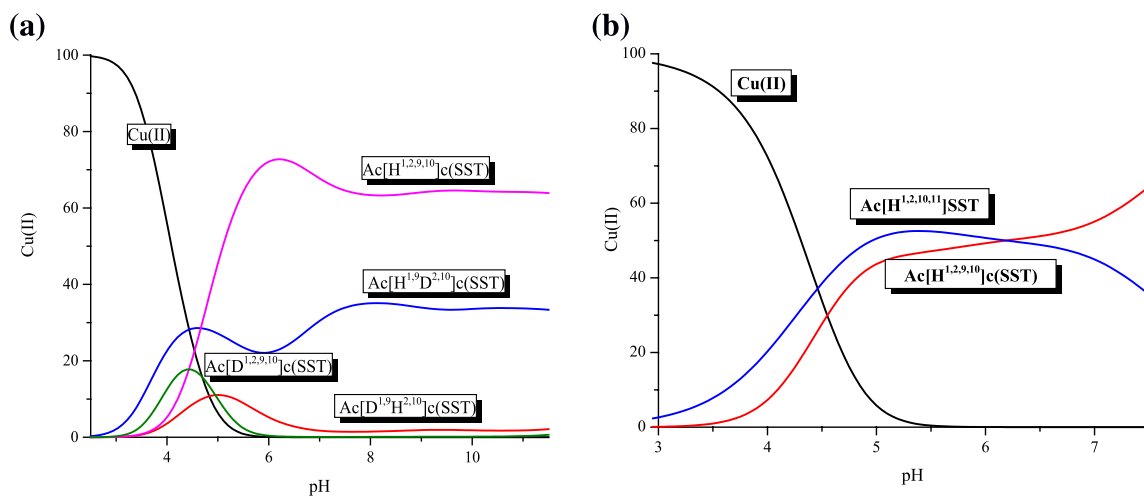 (a)
100
80
60
40
20
0
Cu(II)
Cu(II)
Ac[H1,2,9,10]c(SST)
Ac[H1,9D2,10]c(SST)
Ac[D1,2,9,10]c(SST)
Ac[D1,9H2,10]c(SST)
4
6
8
10
pH
(b)
100
80
60
40
20
0
Cu(II)
Cu(II)
Ac[H1,2,10,11]SST
Ac[H1,2,9,10]c(SST)
3
4
5
6
7
pH